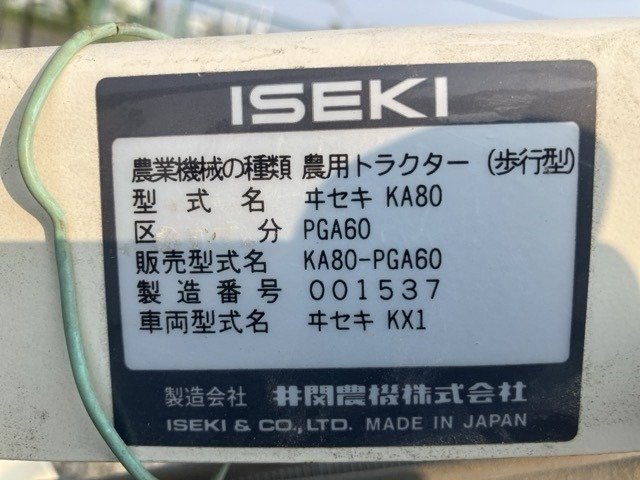 ISEKI
農業機械の種類 農用トラクター (歩行型)
型式名 ヰセキ KA80
区分 PGA60
販売型式名 KA80-PGA60
製造番号 001537
車両型式名 ヰセキ KX1
製造会社 井関農機株式会社
ISEKI & CO., LTD. MADE IN JAPAN